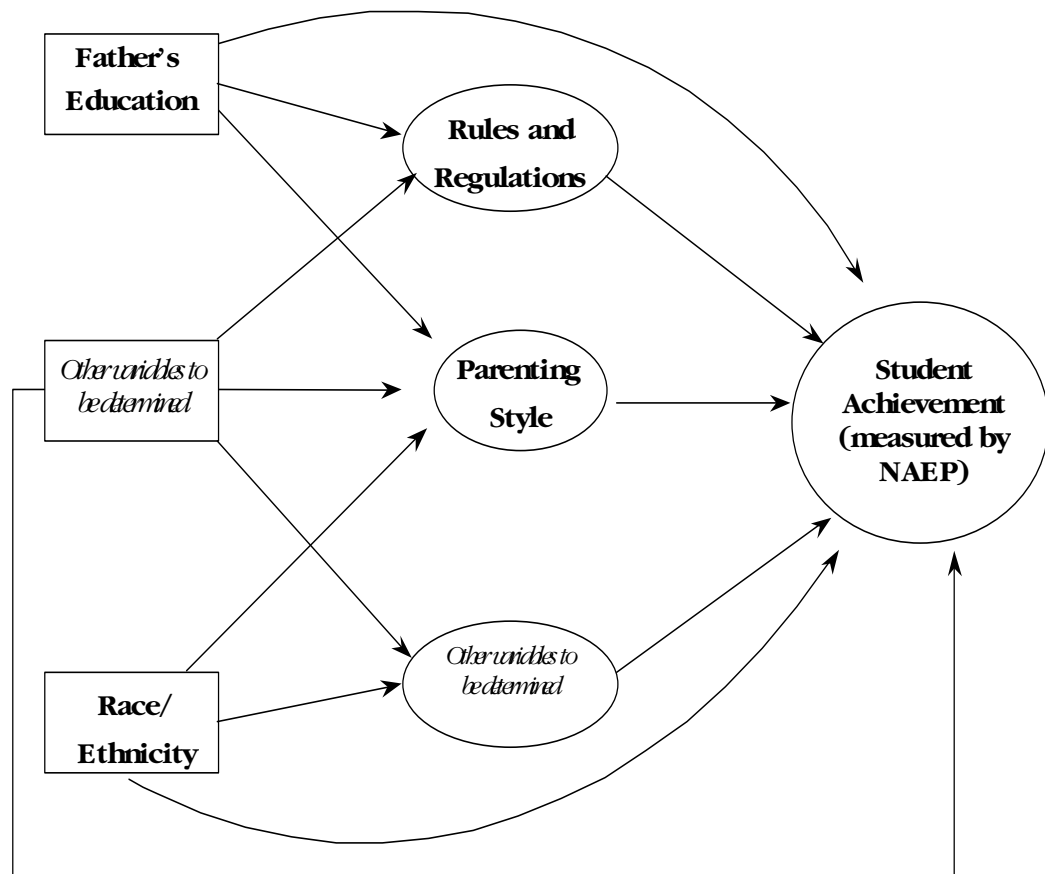 Father's
Education
Rules and
Regulations
Other variables to
be determined
Parenting
Style
Student
Achievement
(measured by
NAEP)
Race/
Ethnicity
Other variables to
be determined